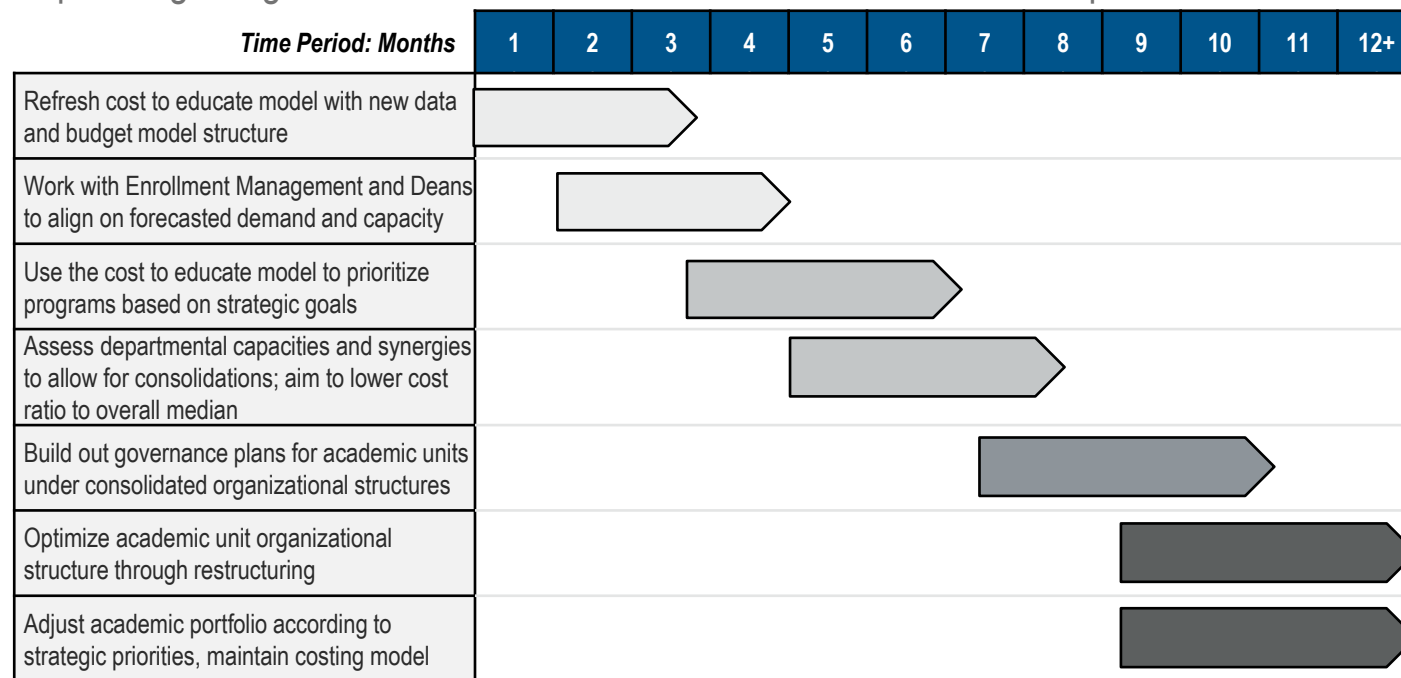 Time Period: Months 1 2 3 4 5 6 7 8 9 10 11 12+
Refresh cost to educate model with new data
and budget model structure
Work with Enrollment Management and Deans
to align on forecasted demand and capacity
Use the cost to educate model to prioritize
programs based on strategic goals
Assess departmental capacities and synergies
to allow for consolidations; aim to lower cost
ratio to overall median
Build out governance plans for academic units
under consolidated organizational structures
Optimize academic unit organizational
structure through restructuring
Adjust academic portfolio according to
strategic priorities, maintain costing model